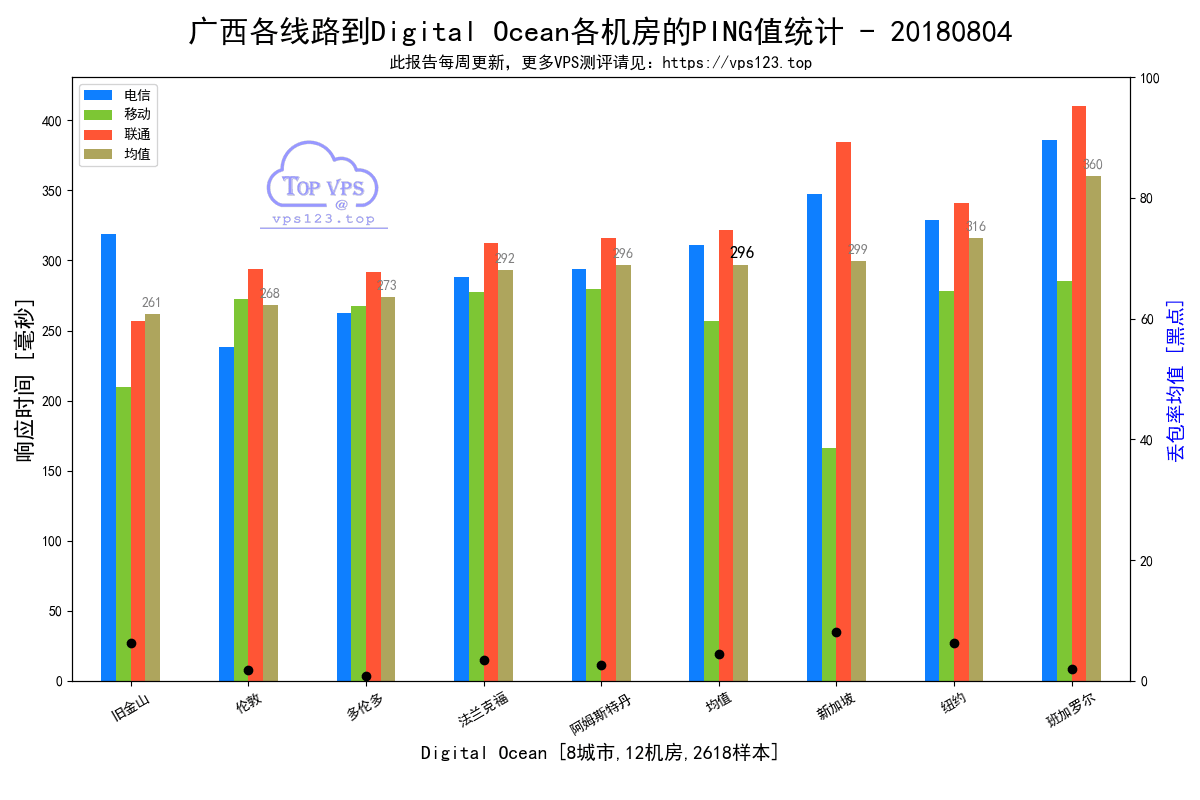 广西各线路到Digital Ocean各机房的PING值统计 - 20180804
此报告每周更新，更多VPS测评请见：https://vps123.top
电信
移动
联通
均值
TOP VPS
@
vps123.top
响应时间 [毫秒]
400
350
300
250
200
150
100
50
0
261
268
273
292
296
296
299
316
360
100
80
60
40
20
0
丢包率均值 [黑点]
旧金山
伦敦
多伦多
法兰克福
阿姆斯特丹
均值
新加坡
纽约
班加罗尔
Digital Ocean [8城市,12机房,2618样本]